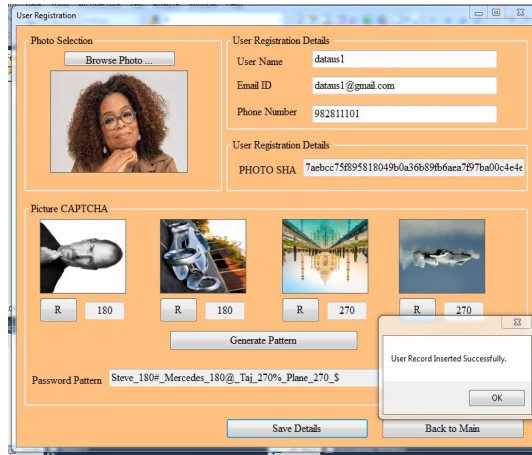 User Registration
Photo Selection
Browse Photo ...
User Registration Details
User Name dataus1
Email ID dataus1@gmail.com
Phone Number 982811101
User Registration Details
PHOTO SHA 7aebcc75f895818049b0a36b89fb6aea7f97ba00c4e4e
Picture CAPTCHA
R 180 R 180 R 270 R 270
Generate Pattern
Password Pattern Steve_180#_Mercedes_180@_Taj_270%_Plane_270_$
User Record Inserted Successfully.
OK
Save Details Back to Main